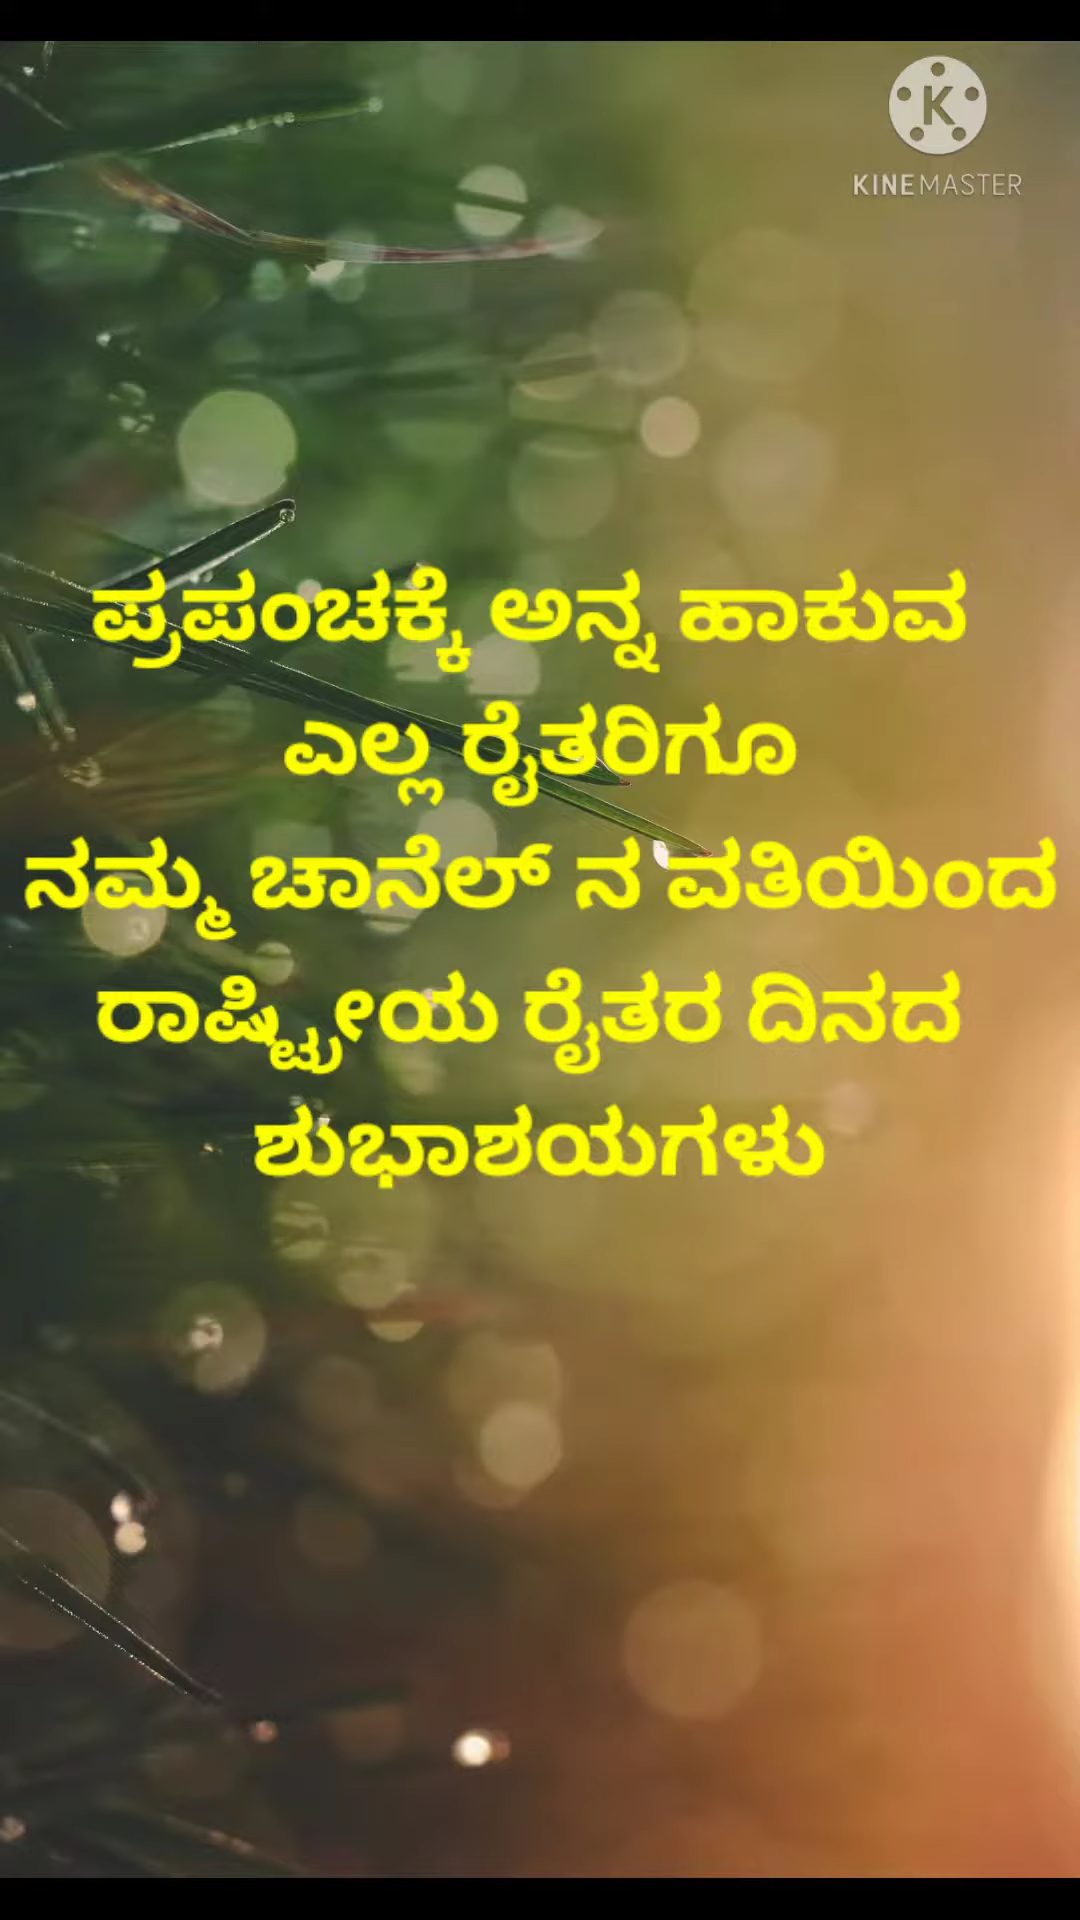 KINEMASTER
ಪ್ರಪಂಚಕ್ಕೆ ಅನ್ನ ಹಾಕುವ
ಎಲ್ಲ ರೈತರಿಗೂ
ನಮ್ಮ ಚಾನೆಲ್ ನ ವತಿಯಿಂದ
ರಾಷ್ಟ್ರೀಯ ರೈತರ ದಿನದ
ಶುಭಾಶಯಗಳು